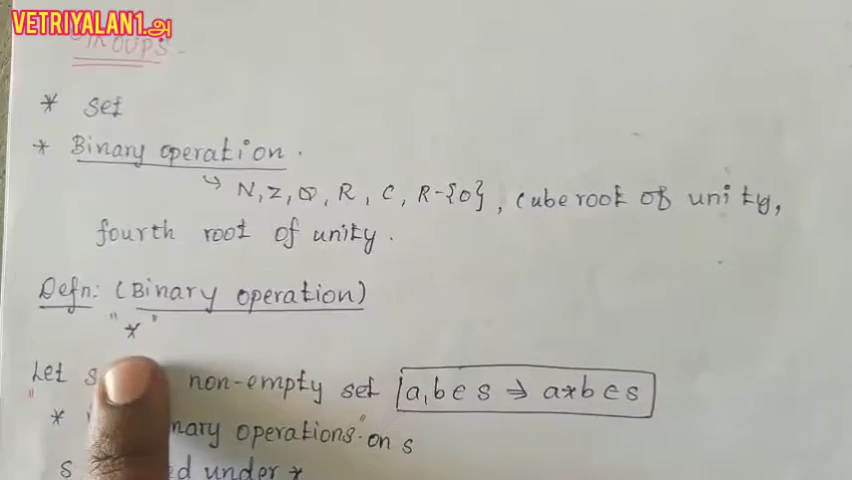 VETRIYALAN1.அ
GROUPS-
* set
* Binary operation.
↳ N, Z, Q, R, C, R-{0}, cube root of unity,
fourth root of unity.
Defn: (Binary operation)
"*"
Let s non-empty set a,b ∈ s ⇒ a*b ∈ s
* operations" on s
s under *